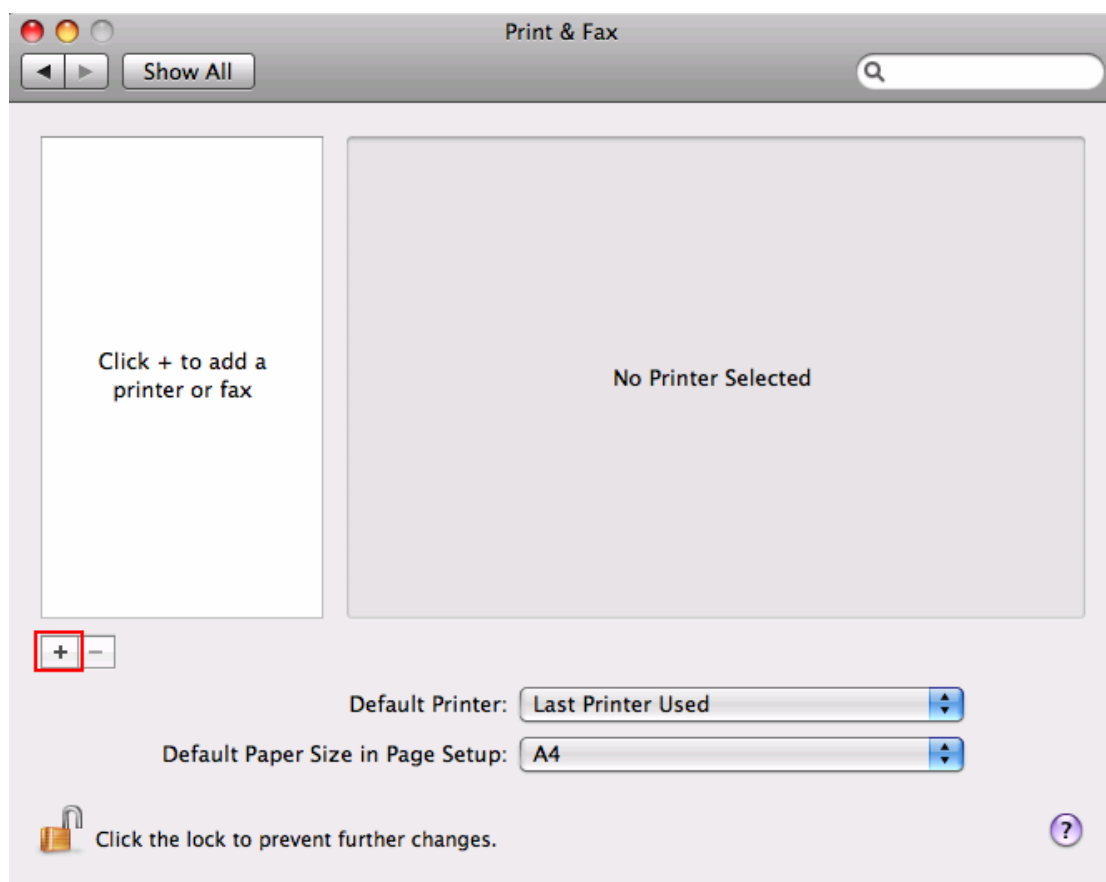 Print & Fax
Show All
Click + to add a
printer or fax
No Printer Selected
+ −
Default Printer: Last Printer Used
Default Paper Size in Page Setup: A4
Click the lock to prevent further changes.
?